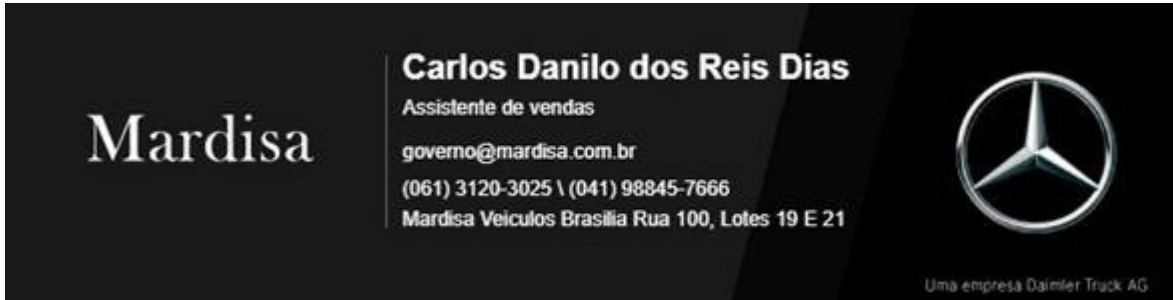 Mardisa
Carlos Danilo dos Reis Dias
Assistente de vendas
governo@mardisa.com.br
(061) 3120-3025 \ (041) 98845-7666
Mardisa Veiculos Brasilia Rua 100, Lotes 19 E 21
Uma empresa Daimler Truck AG